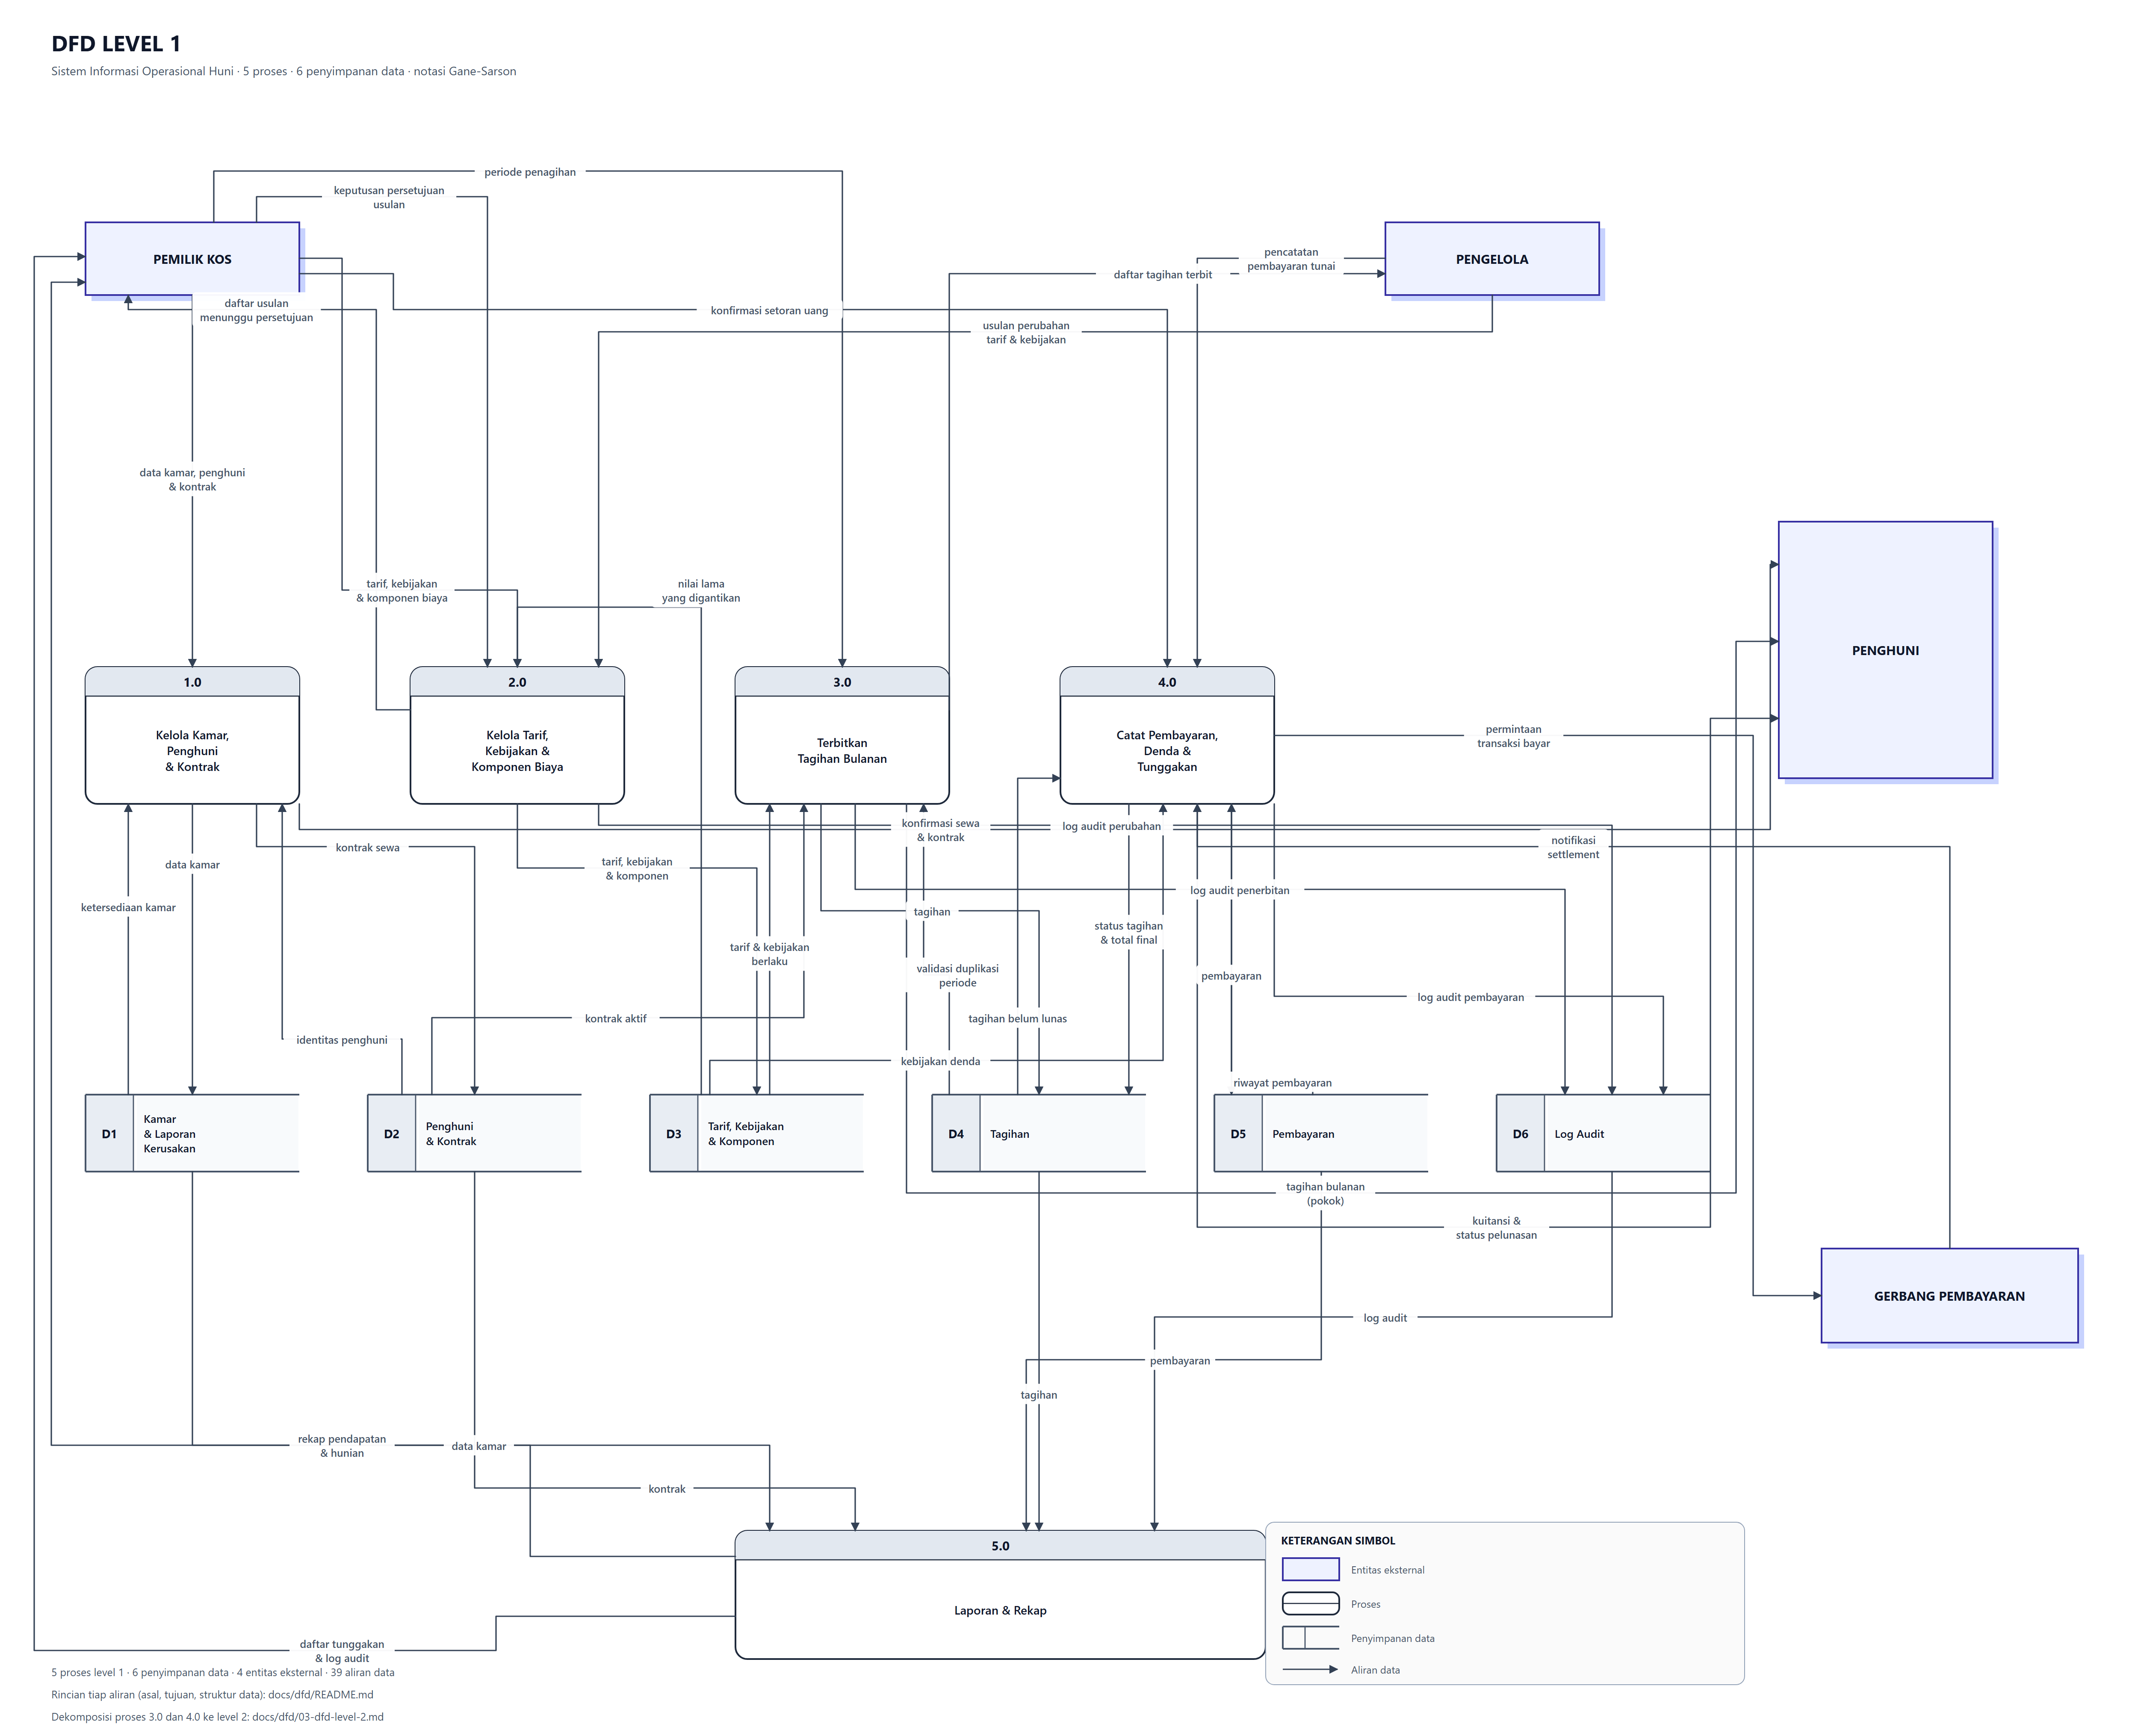 DFD LEVEL 1
Sistem Informasi Operasional Huni · 5 proses · 6 penyimpanan data · notasi Gane-Sarson
periode penagihan
keputusan persetujuan
usulan
PEMILIK KOS
PENGELOLA
pencatatan
pembayaran tunai
daftar tagihan terbit
daftar usulan
menunggu persetujuan
konfirmasi setoran uang
usulan perubahan
tarif & kebijakan
data kamar, penghuni
& kontrak
tarif, kebijakan
& komponen biaya
nilai lama
yang digantikan
PENGHUNI
1.0
Kelola Kamar,
Penghuni
& Kontrak
2.0
Kelola Tarif,
Kebijakan &
Komponen Biaya
3.0
Terbitkan
Tagihan Bulanan
4.0
Catat Pembayaran,
Denda &
Tunggakan
permintaan
transaksi bayar
konfirmasi sewa
& kontrak
log audit perubahan
notifikasi
settlement
kontrak sewa
data kamar
tarif, kebijakan
& komponen
log audit penerbitan
ketersediaan kamar
tagihan
status tagihan
& total final
tarif & kebijakan
berlaku
validasi duplikasi
periode
pembayaran
log audit pembayaran
kontrak aktif
tagihan belum lunas
identitas penghuni
kebijakan denda
riwayat pembayaran
D1
Kamar
& Laporan
Kerusakan
D2
Penghuni
& Kontrak
D3
Tarif, Kebijakan
& Komponen
D4
Tagihan
D5
Pembayaran
D6
Log Audit
tagihan bulanan
(pokok)
kuitansi &
status pelunasan
GERBANG PEMBAYARAN
log audit
pembayaran
tagihan
rekap pendapatan
& hunian
data kamar
kontrak
5.0
Laporan & Rekap
KETERANGAN SIMBOL
Entitas eksternal
Proses
Penyimpanan data
Aliran data
daftar tunggakan
& log audit
5 proses level 1 · 6 penyimpanan data · 4 entitas eksternal · 39 aliran data
Rincian tiap aliran (asal, tujuan, struktur data): docs/dfd/README.md
Dekomposisi proses 3.0 dan 4.0 ke level 2: docs/dfd/03-dfd-level-2.md